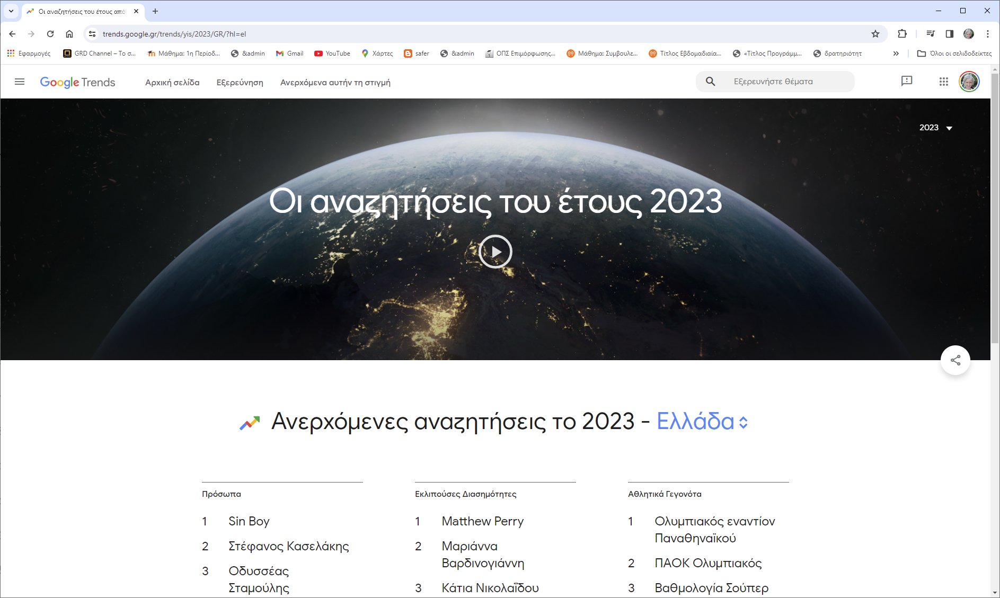 Οι αναζητήσεις του έτους από
trends.google.gr/trends/yis/2023/GR/?hl=el
Εφαρμογές GRD Channel – Το σ... Μάθημα: 1η Περίοδ... &admin Gmail YouTube Χάρτες safer &admin ΟΠΣ Επιμόρφωσης... Μάθημα: Συμβουλε... Τίτλος Εβδομαδιαία... «Τίτλος Προγράμμ... δρατηριότητ » Όλοι οι σελιδοδείκτες
Google Trends Αρχική σελίδα Εξερεύνηση Ανερχόμενα αυτήν τη στιγμή Εξερευνήστε θέματα
2023
Οι αναζητήσεις του έτους 2023
Ανερχόμενες αναζητήσεις το 2023 - Ελλάδα
Πρόσωπα
1 Sin Boy
2 Στέφανος Κασελάκης
3 Οδυσσέας
Σταμούλης
Εκλιπούσες Διασημότητες
1 Matthew Perry
2 Μαριάννα
Βαρδινογιάννη
3 Κάτια Νικολαΐδου
Αθλητικά Γεγονότα
1 Ολυμπιακός εναντίον
Παναθηναϊκού
2 ΠΑΟΚ Ολυμπιακός
3 Βαθμολογία Σούπερ